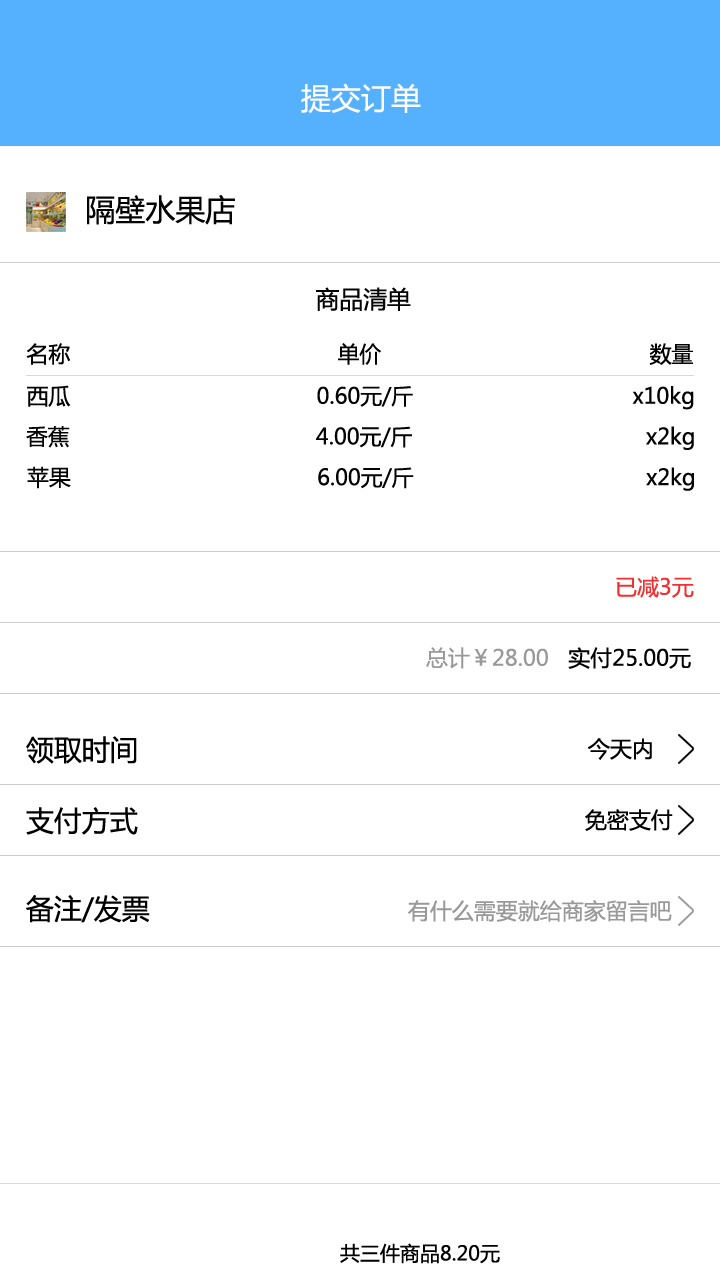 提交订单
隔壁水果店
商品清单
名称 单价 数量
西瓜 0.60元/斤 x10kg
香蕉 4.00元/斤 x2kg
苹果 6.00元/斤 x2kg
已减3元
总计￥28.00 实付25.00元
领取时间 今天内
支付方式 免密支付
备注/发票 有什么需要就给商家留言吧
共三件商品8.20元